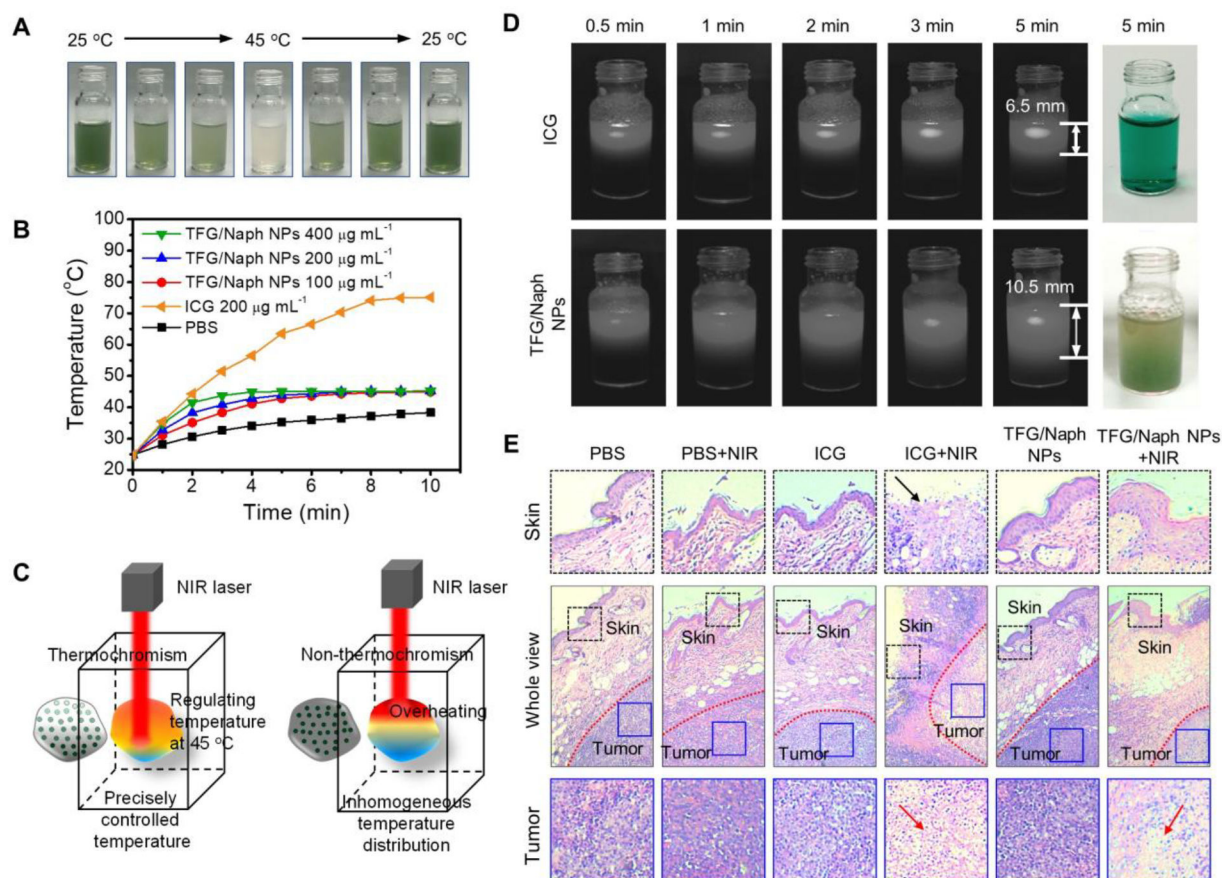 A
25 °C
45 °C
25 °C
B
100
90
80
70
60
50
40
30
20
Temperature (°C)
TFG/Naph NPs 400 μg mL⁻¹
TFG/Naph NPs 200 μg mL⁻¹
TFG/Naph NPs 100 μg mL⁻¹
ICG 200 μg mL⁻¹
PBS
0 2 4 6 8 10
Time (min)
C
NIR laser
Thermochromism
Regulating
temperature
at 45 °C
Precisely
controlled
temperature
NIR laser
Non-thermochromism
Overheating
Inhomogeneous
temperature
distribution
D
0.5 min
1 min
2 min
3 min
5 min
5 min
ICG
6.5 mm
TFG/Naph
NPs
10.5 mm
E
PBS
PBS+NIR
ICG
ICG+NIR
TFG/Naph
NPs
TFG/Naph NPs
+NIR
Skin
Whole view
Skin
Tumor
Skin
Tumor
Skin
Tumor
Skin
Tumor
Skin
Tumor
Skin
Tumor
Tumor